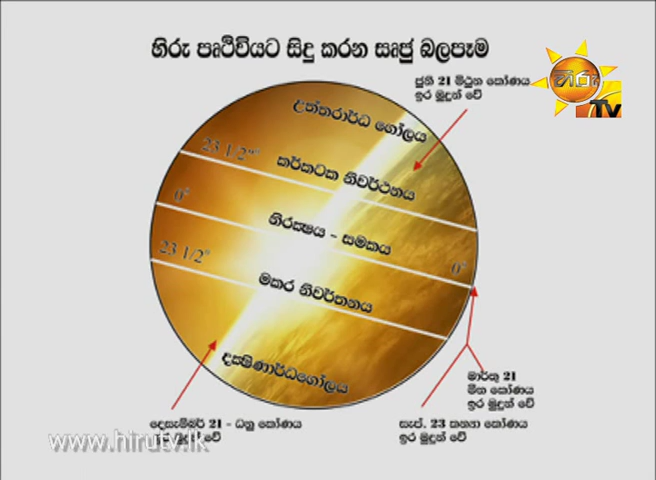 හිරු පෘථිවියට සිදු කරන සෘජු බලපෑම
හිරු
TV
ජුනි 21 මිථුන කෝණය
ඉර මුදුන් වේ
උත්තරාර්ධ ගෝලය
23 1/2°
කර්කටක නිවර්ථනය
0°
නිරක්‍ෂය - සමකය
0°
23 1/2°
මකර නිවර්තනය
දක්‍ෂිණාර්ධගෝලය
මාර්තු 21
මීන කෝණය
ඉර මුදුන් වේ
දෙසැම්බර් 21 - ධනු කෝණය
ඉර මුදුන් වේ
සැප්. 23 කන්‍යා කෝණය
ඉර මුදුන් වේ
www.hirutv.lk